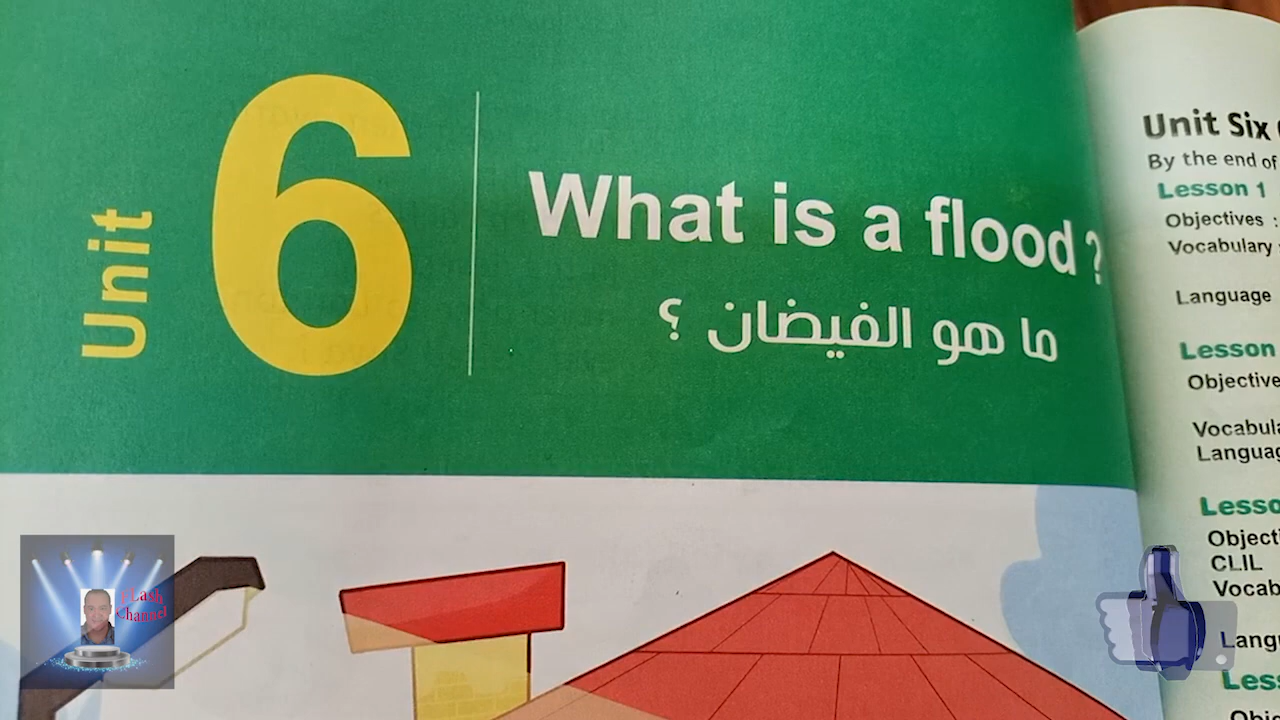 Unit
6
What is a flood ?
ما هو الفيضان ؟
Unit Six
By the end of
Lesson 1
Objectives :
Vocabulary :
Language
Lesson
Objective
Vocabula
Languag
Lesso
Objecti
CLIL
Vocab
Langu
Less
Obje
FLash
Channel